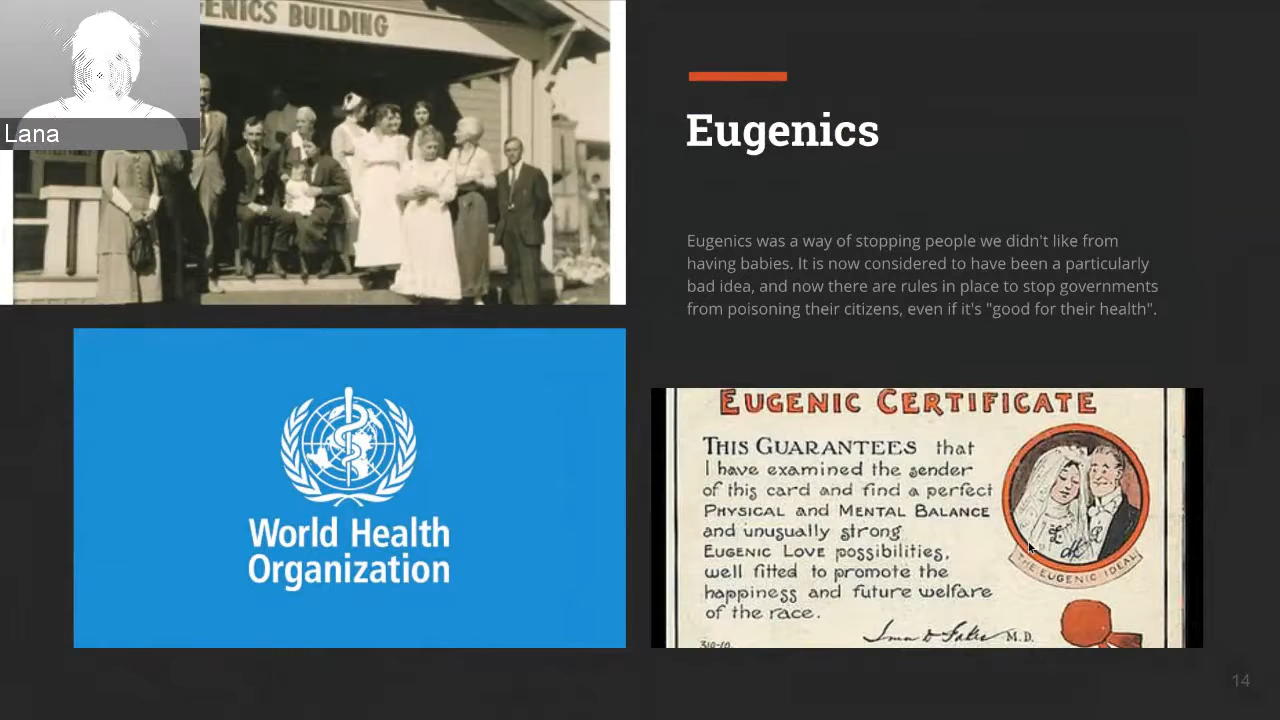 ENICS BUILDING
Lana
Eugenics
Eugenics was a way of stopping people we didn't like from
having babies. It is now considered to have been a particularly
bad idea, and now there are rules in place to stop governments
from poisoning their citizens, even if it's "good for their health".
World Health
Organization
EUGENIC CERTIFICATE
THIS GUARANTEES that
I have examined the sender
of this card and find a perfect
PHYSICAL and MENTAL BALANCE
and unusually strong
EUGENIC LOVE possibilities,
well fitted to promote the
happiness and future welfare
of the race.
M.D.
THE EUGENIC IDEAL
14